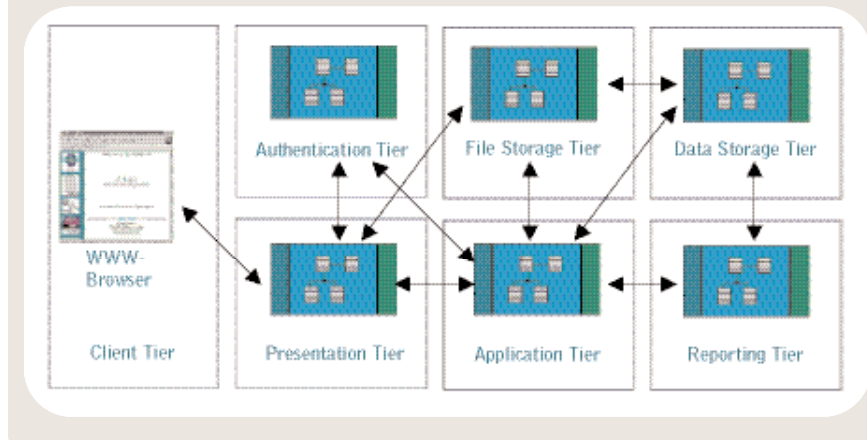 Authentication Tier
File Storage Tier
Data Storage Tier
WWW-
Browser
Client Tier
Presentation Tier
Application Tier
Reporting Tier